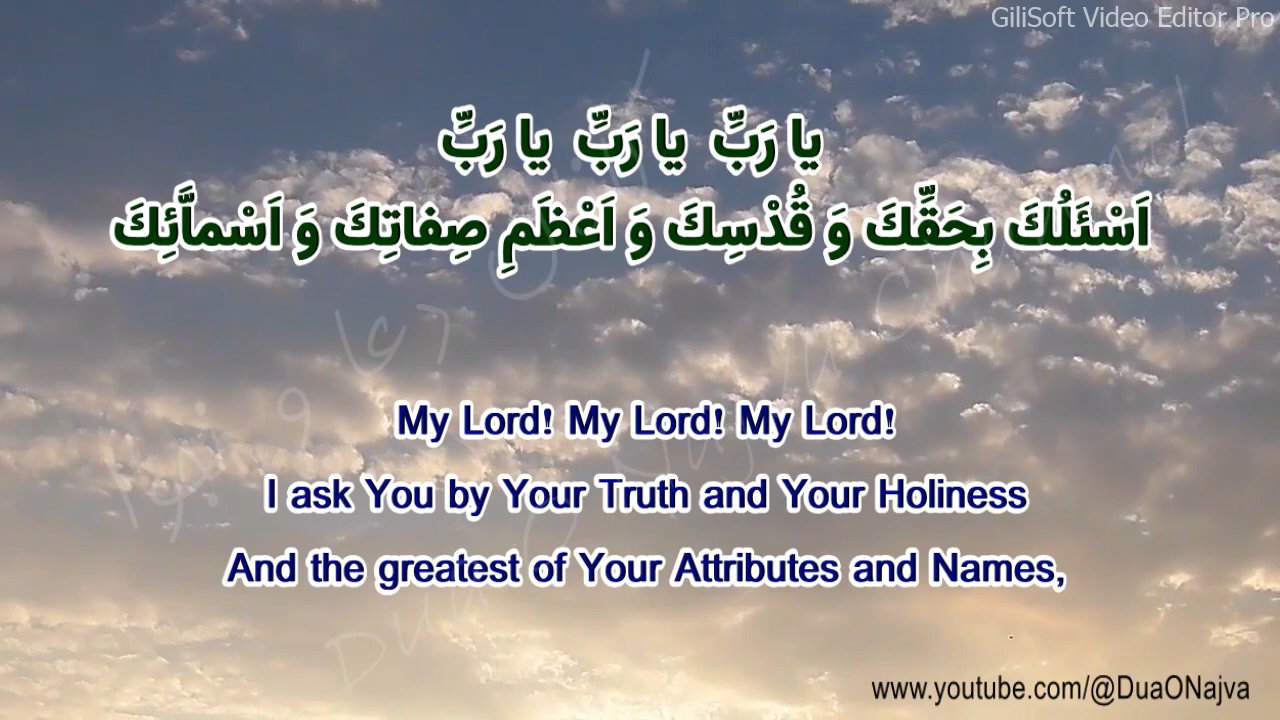 GiliSoft Video Editor Pro
يا رَبِّ يا رَبِّ يا رَبِّ
اَسْئَلُكَ بِحَقِّكَ وَ قُدْسِكَ وَ اَعْظَمِ صِفاتِكَ وَ اَسْماَّئِكَ
My Lord! My Lord! My Lord!
I ask You by Your Truth and Your Holiness
And the greatest of Your Attributes and Names,
www.youtube.com/@DuaONajva